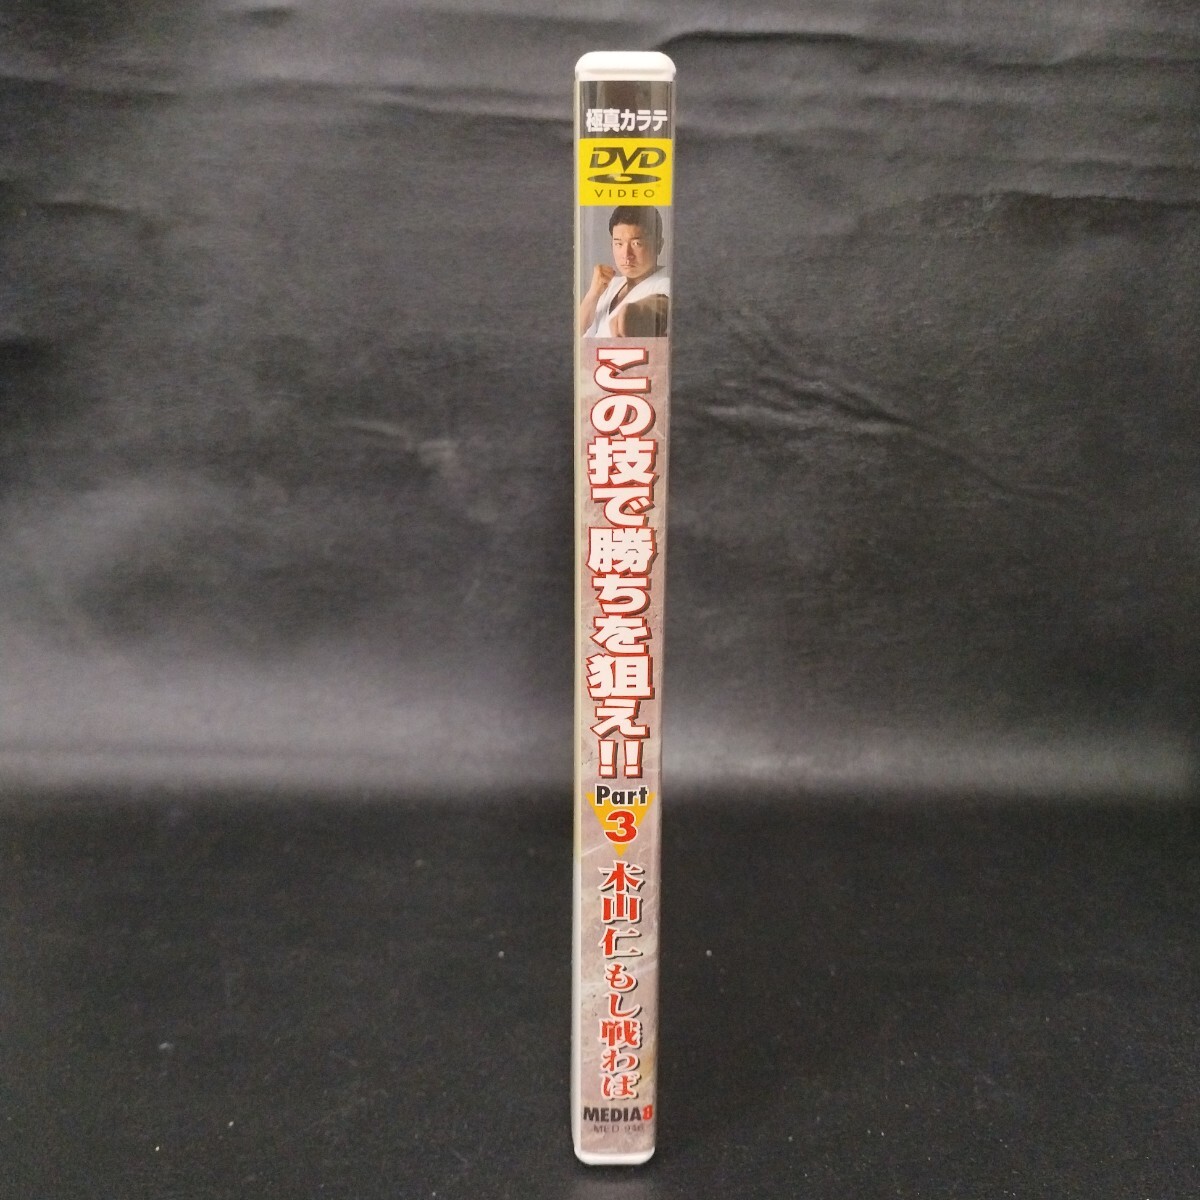 極真カラテ
DVD
VIDEO
この技で勝ちを狙え!!
Part
3
木山仁もし戦わば
MEDIA8